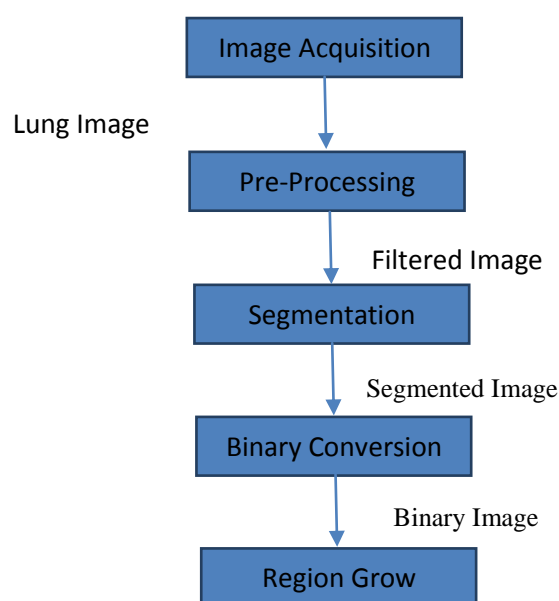 Image Acquisition
Lung Image
Pre-Processing
Filtered Image
Segmentation
Segmented Image
Binary Conversion
Binary Image
Region Grow